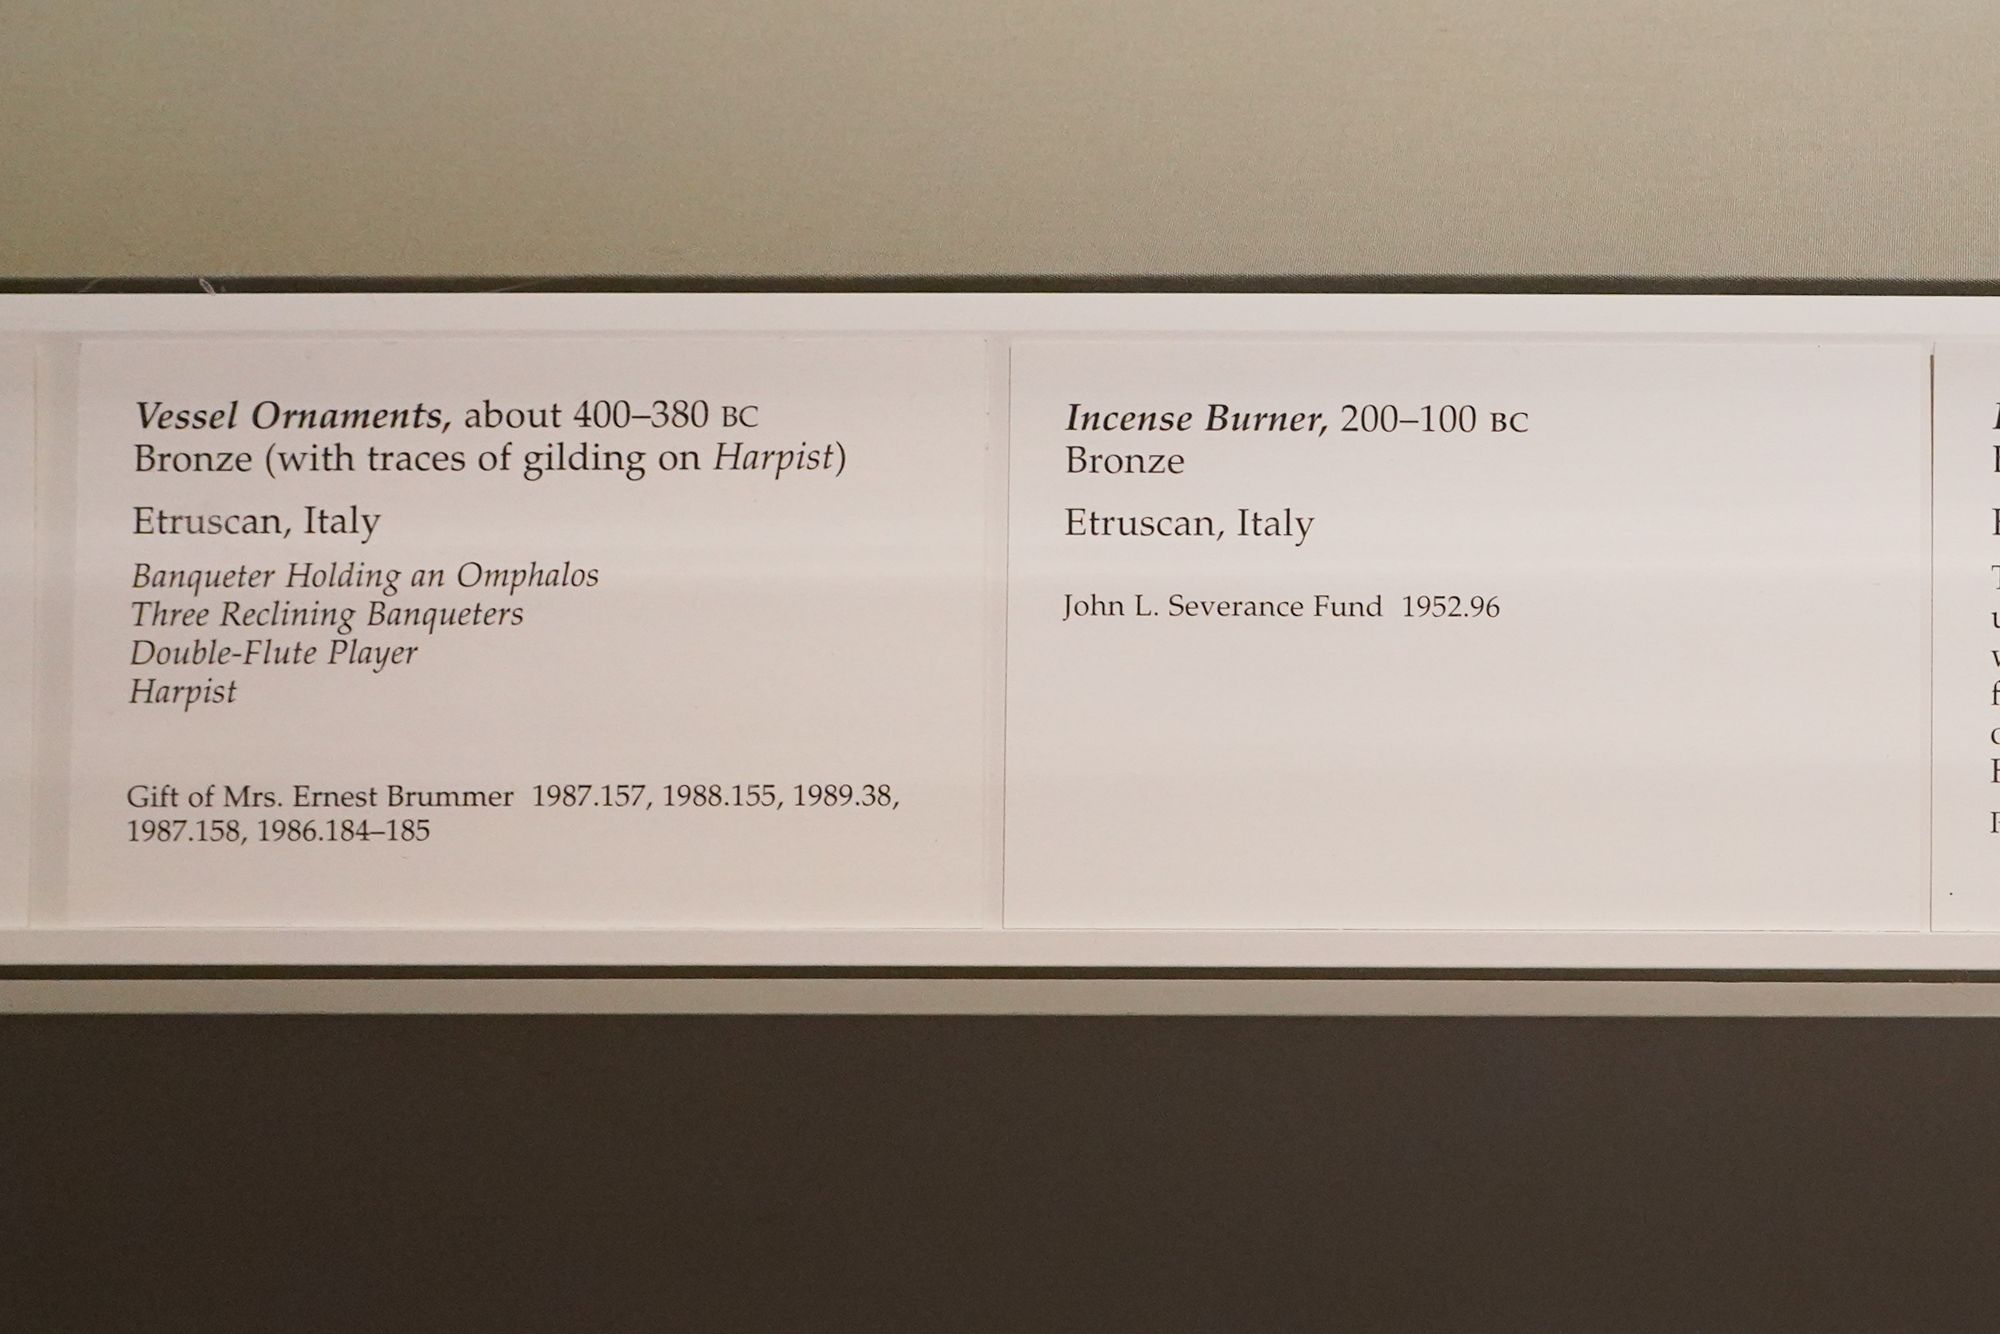 Vessel Ornaments, about 400–380 BC
Bronze (with traces of gilding on Harpist)
Etruscan, Italy
Banqueter Holding an Omphalos
Three Reclining Banqueters
Double-Flute Player
Harpist
Gift of Mrs. Ernest Brummer 1987.157, 1988.155, 1989.38,
1987.158, 1986.184–185
Incense Burner, 200–100 BC
Bronze
Etruscan, Italy
John L. Severance Fund 1952.96